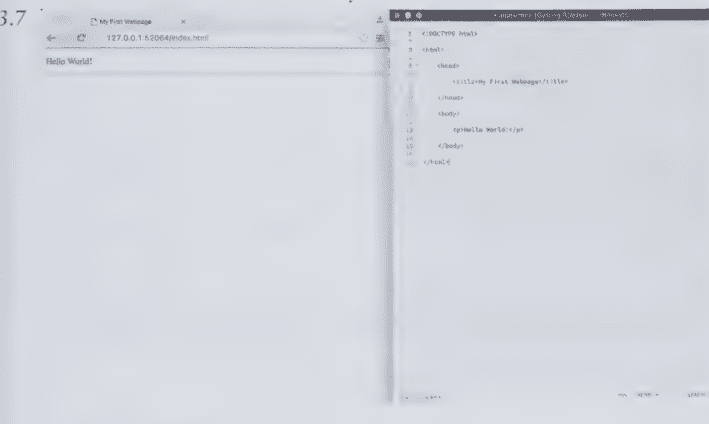 3.7
My First Webpage
127.0.0.1:52064/index.html
Hello World!
<!DOCTYPE html>
<html>
<head>
<title>My First Webpage</title>
</head>
<body>
<p>Hello World!</p>
</body>
</html>